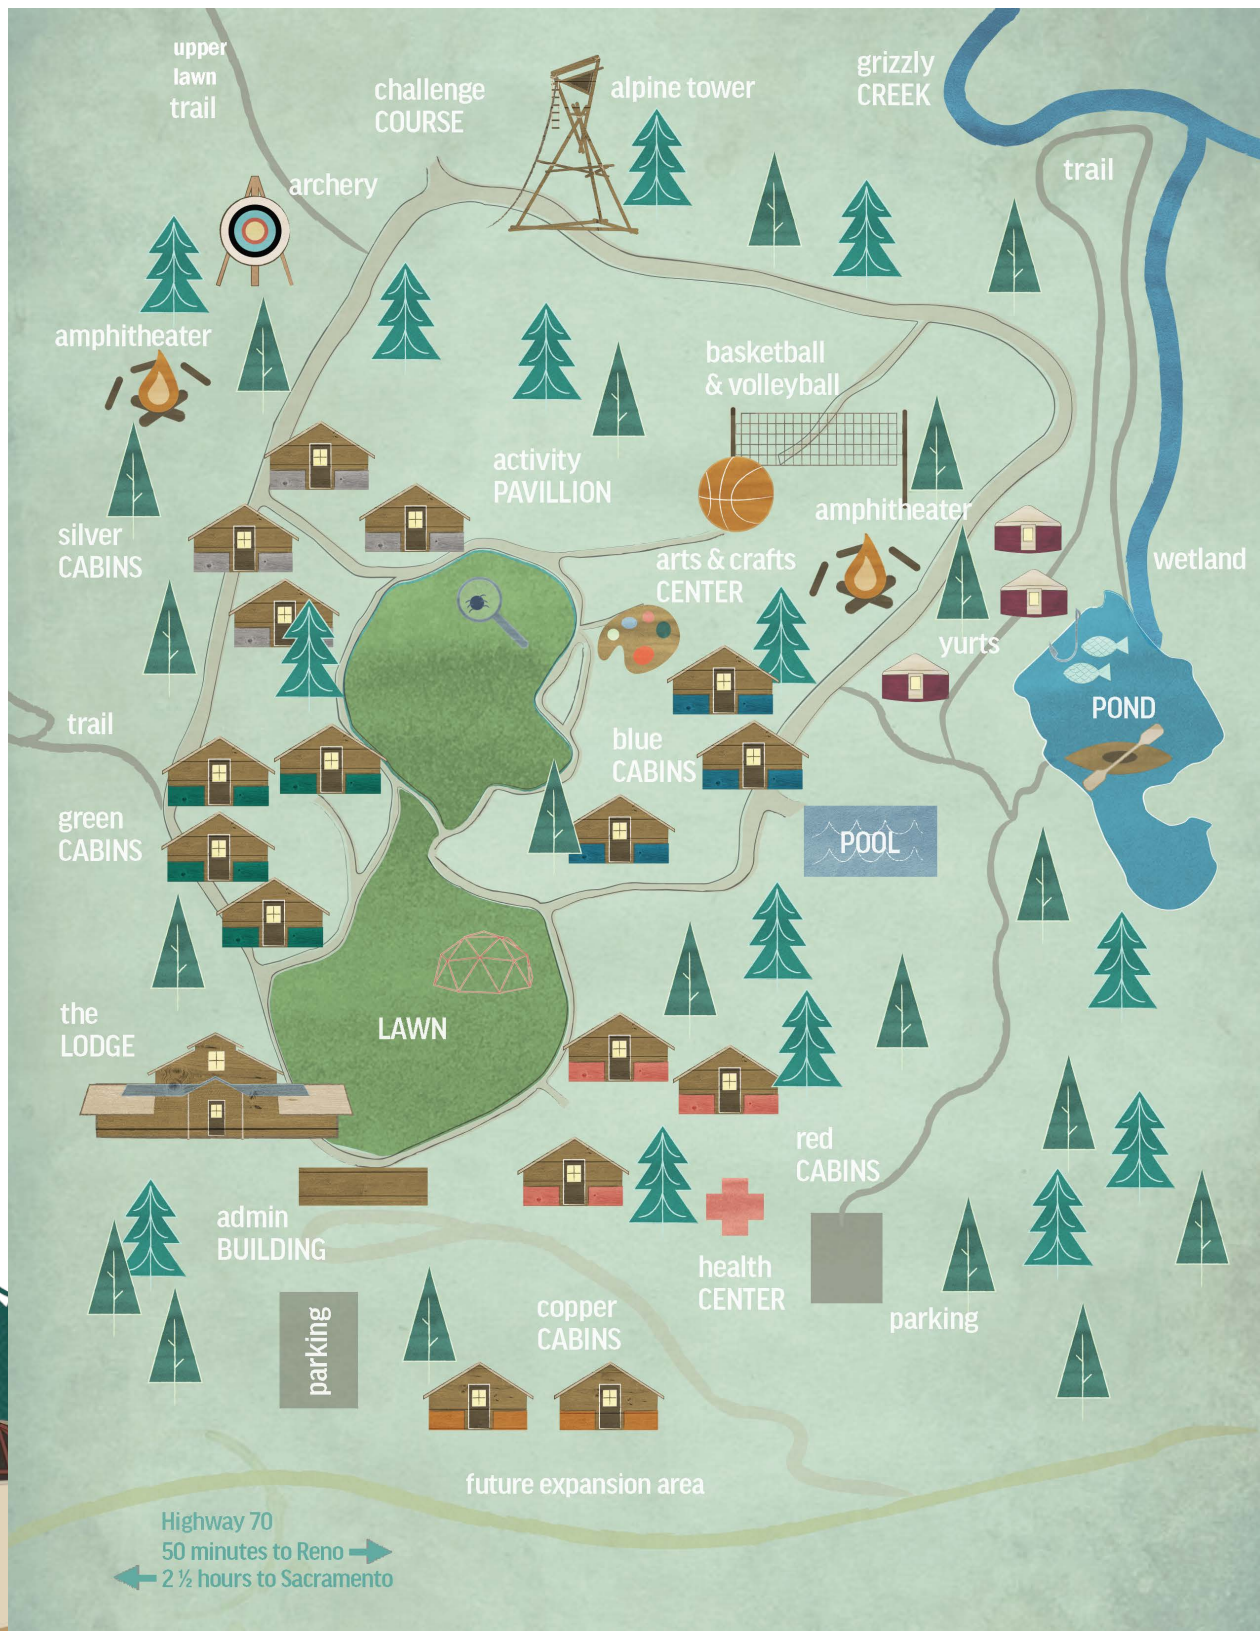 upper
lawn
trail
challenge
COURSE
alpine tower
grizzly
CREEK
trail
archery
amphitheater
basketball
& volleyball
activity
PAVILLION
amphitheater
silver
CABINS
arts & crafts
CENTER
wetland
yurts
POND
trail
blue
CABINS
green
CABINS
POOL
the
LODGE
LAWN
red
CABINS
admin
BUILDING
health
CENTER
parking
copper
CABINS
parking
future expansion area
Highway 70
50 minutes to Reno
2 ½ hours to Sacramento